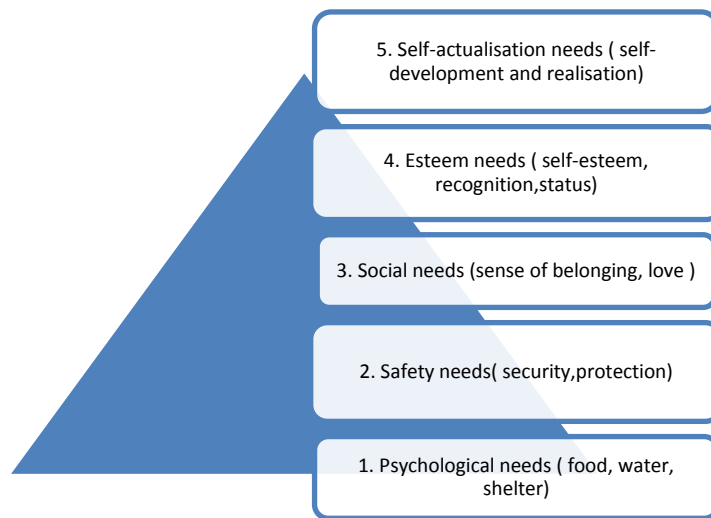 5. Self-actualisation needs ( self-
development and realisation)
4. Esteem needs ( self-esteem,
recognition,status)
3. Social needs (sense of belonging, love )
2. Safety needs( security,protection)
1. Psychological needs ( food, water,
shelter)